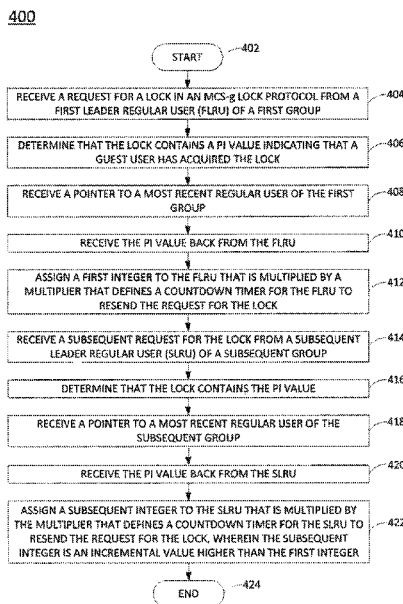 400
START
402
RECEIVE A REQUEST FOR A LOCK IN AN MCS-g LOCK PROTOCOL FROM A
FIRST LEADER REGULAR USER (FLRU) OF A FIRST GROUP
404
DETERMINE THAT THE LOCK CONTAINS A PI VALUE INDICATING THAT A
GUEST USER HAS ACQUIRED THE LOCK
406
RECEIVE A POINTER TO A MOST RECENT REGULAR USER OF THE FIRST
GROUP
408
RECEIVE THE PI VALUE BACK FROM THE FLRU
410
ASSIGN A FIRST INTEGER TO THE FLRU THAT IS MULTIPLIED BY A
MULTIPLIER THAT DEFINES A COUNTDOWN TIMER FOR THE FLRU TO
RESEND THE REQUEST FOR THE LOCK
412
RECEIVE A SUBSEQUENT REQUEST FOR THE LOCK FROM A SUBSEQUENT
LEADER REGULAR USER (SLRU) OF A SUBSEQUENT GROUP
414
DETERMINE THAT THE LOCK CONTAINS THE PI VALUE
416
RECEIVE A POINTER TO A MOST RECENT REGULAR USER OF THE
SUBSEQUENT GROUP
418
RECEIVE THE PI VALUE BACK FROM THE SLRU
420
ASSIGN A SUBSEQUENT INTEGER TO THE SLRU THAT IS MULTIPLIED BY
THE MULTIPLIER THAT DEFINES A COUNTDOWN TIMER FOR THE SLRU TO
RESEND THE REQUEST FOR THE LOCK, WHEREIN THE SUBSEQUENT
INTEGER IS AN INCREMENTAL VALUE HIGHER THAN THE FIRST INTEGER
422
END
424